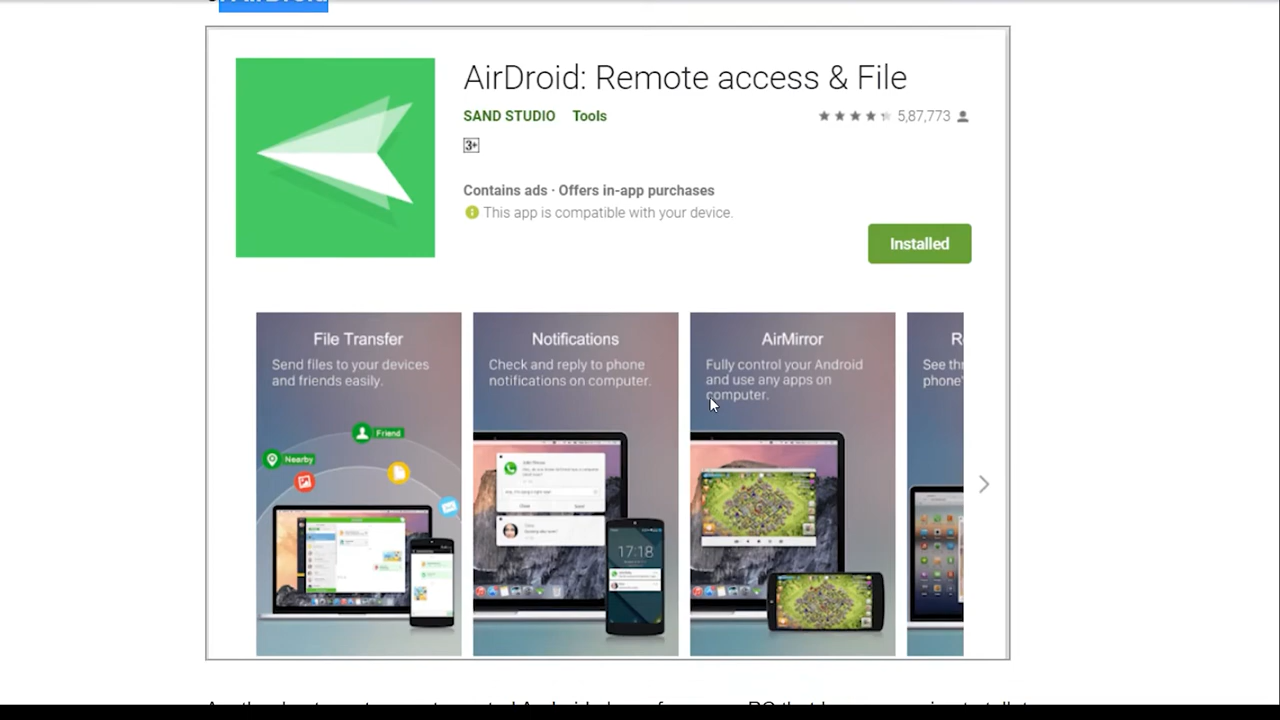 AirDroid
AirDroid: Remote access & File
SAND STUDIO Tools
5,87,773
3+
Contains ads · Offers in-app purchases
This app is compatible with your device.
Installed
File Transfer
Send files to your devices
and friends easily.
Friend
Nearby
Notifications
Check and reply to phone
notifications on computer.
17:18
AirMirror
Fully control your Android
and use any apps on
computer.